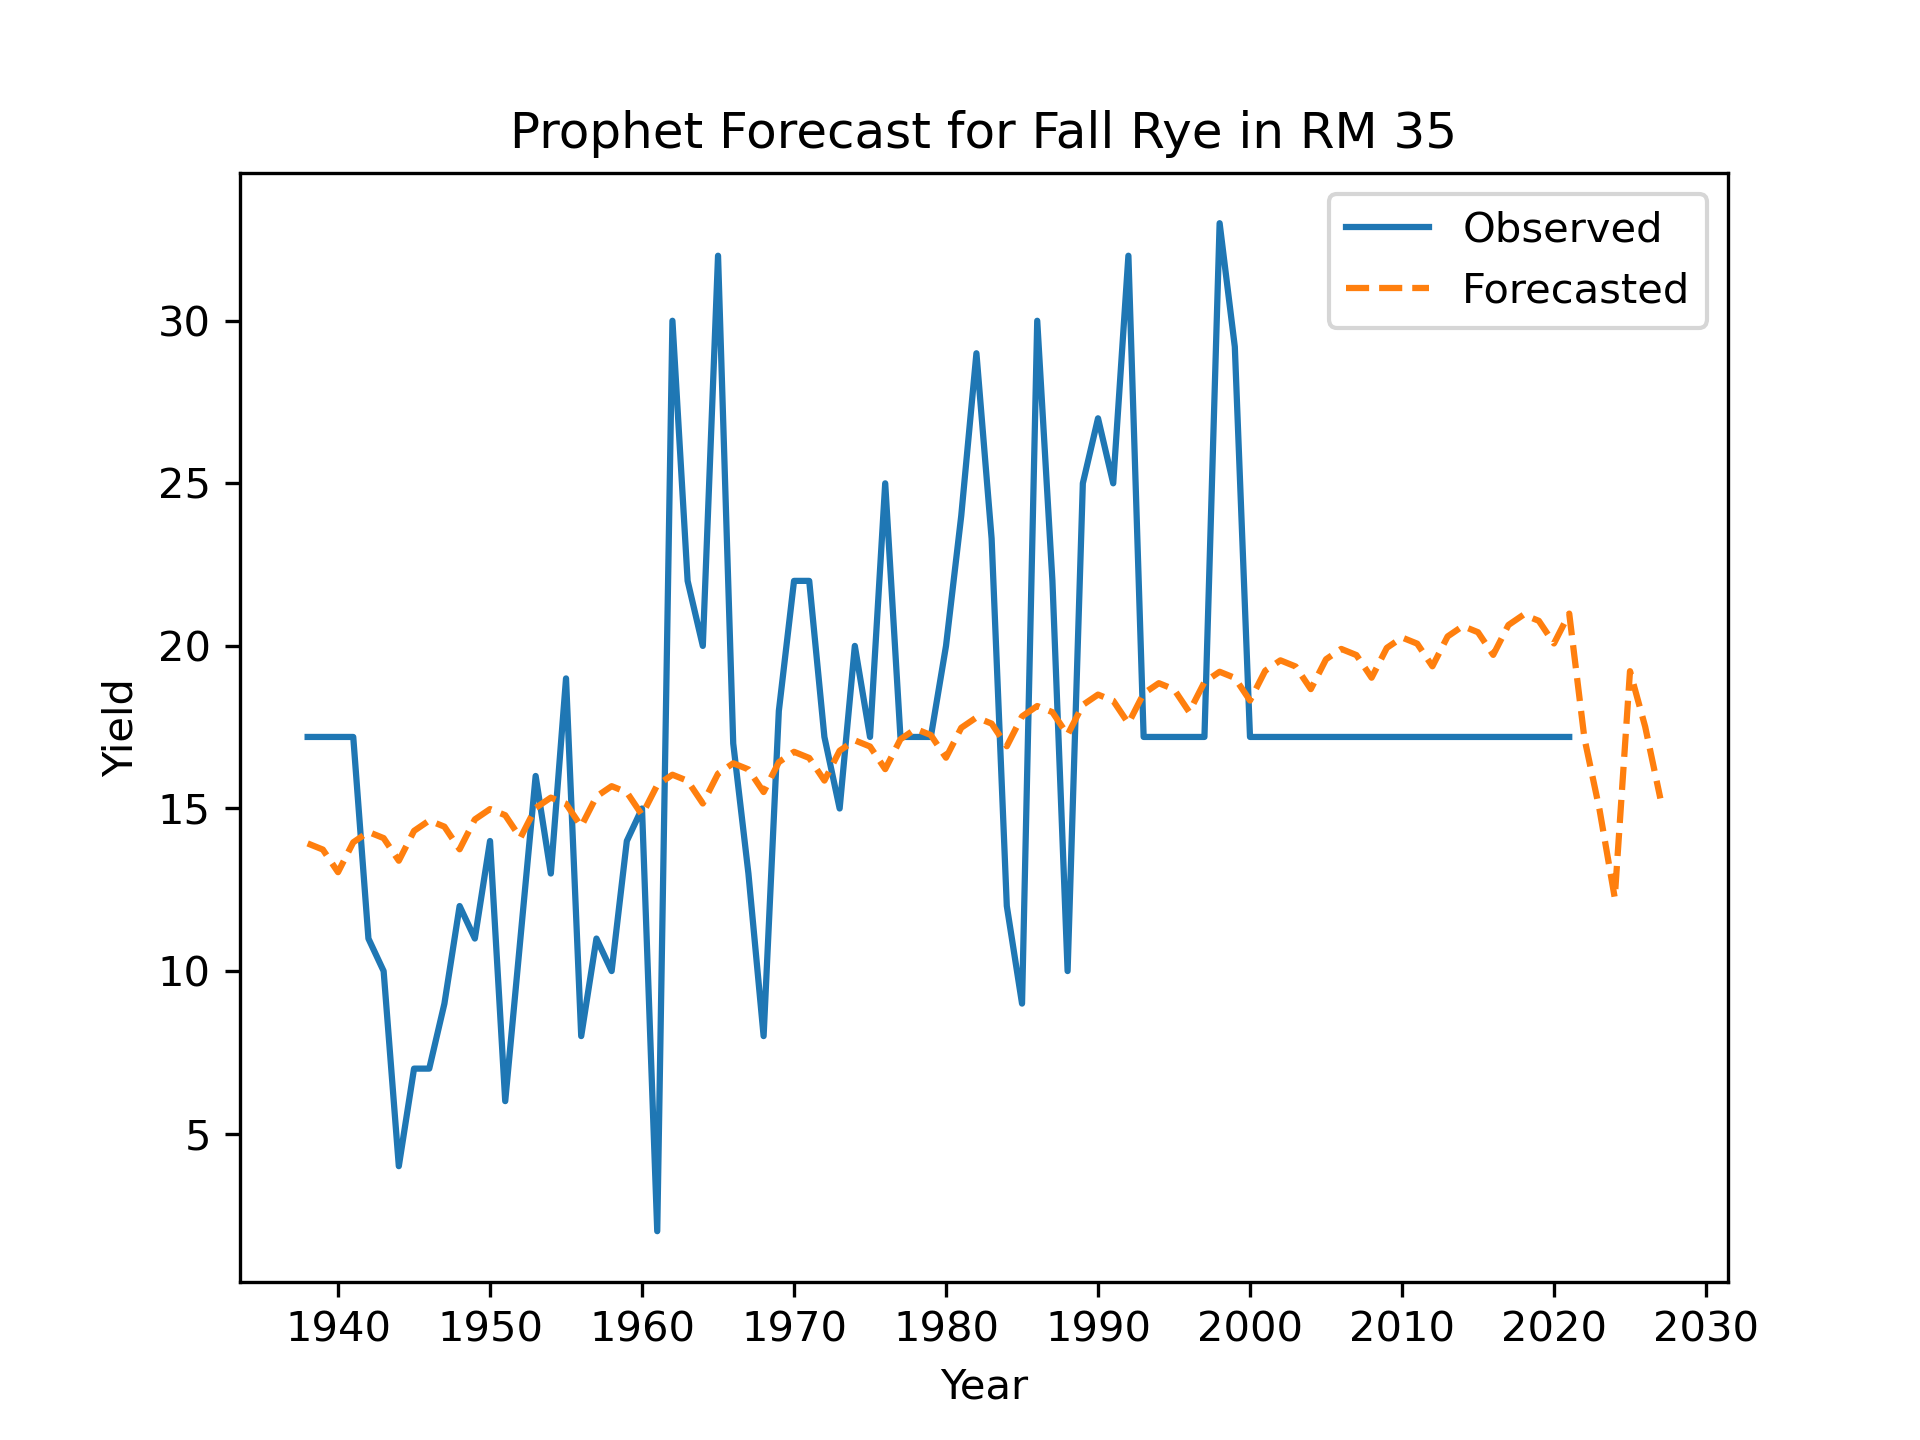 Prophet Forecast for Fall Rye in RM 35
Observed
Forecasted
30
25
20
15
10
5
Yield
1940 1950 1960 1970 1980 1990 2000 2010 2020 2030
Year